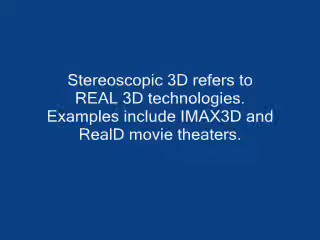 Stereoscopic 3D refers to
REAL 3D technologies.
Examples include IMAX3D and
RealD movie theaters.